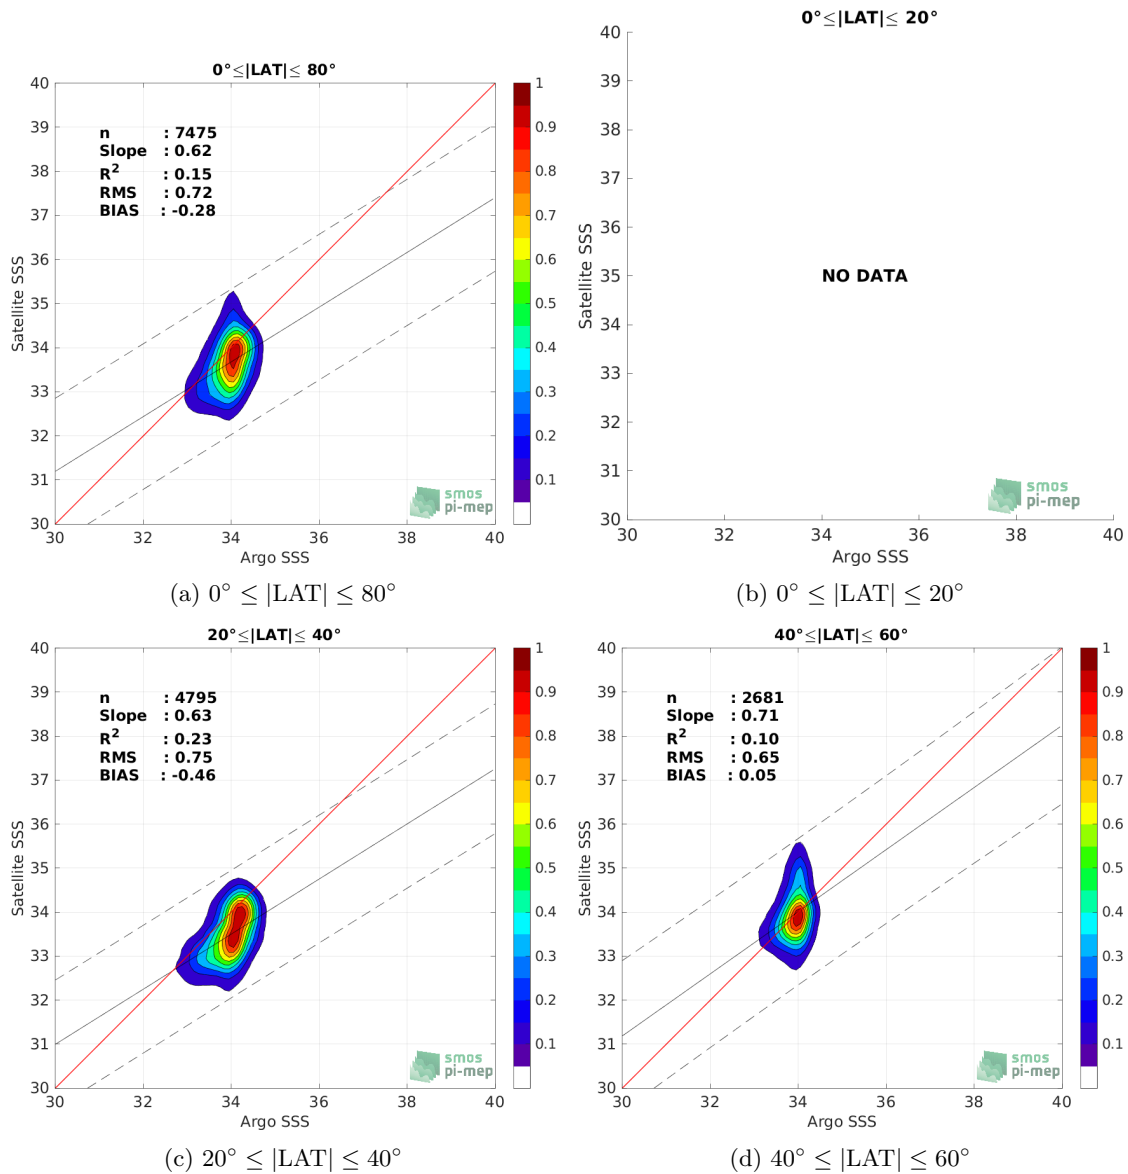 0°≤|LAT|≤ 80°
40
39
38
37
36
35
34
33
32
31
30
Satellite SSS
n : 7475
Slope : 0.62
R² : 0.15
RMS : 0.72
BIAS : -0.28
smos
pi-mep
30 32 34 36 38 40
Argo SSS
1
0.9
0.8
0.7
0.6
0.5
0.4
0.3
0.2
0.1
(a) 0° ≤ |LAT| ≤ 80°
0°≤|LAT|≤ 20°
40
39
38
37
36
35
34
33
32
31
30
Satellite SSS
NO DATA
smos
pi-mep
30 32 34 36 38 40
Argo SSS
(b) 0° ≤ |LAT| ≤ 20°
20°≤|LAT|≤ 40°
40
39
38
37
36
35
34
33
32
31
30
Satellite SSS
n : 4795
Slope : 0.63
R² : 0.23
RMS : 0.75
BIAS : -0.46
smos
pi-mep
30 32 34 36 38 40
Argo SSS
1
0.9
0.8
0.7
0.6
0.5
0.4
0.3
0.2
0.1
(c) 20° ≤ |LAT| ≤ 40°
40°≤|LAT|≤ 60°
40
39
38
37
36
35
34
33
32
31
30
Satellite SSS
n : 2681
Slope : 0.71
R² : 0.10
RMS : 0.65
BIAS : 0.05
smos
pi-mep
30 32 34 36 38 40
Argo SSS
1
0.9
0.8
0.7
0.6
0.5
0.4
0.3
0.2
0.1
(d) 40° ≤ |LAT| ≤ 60°